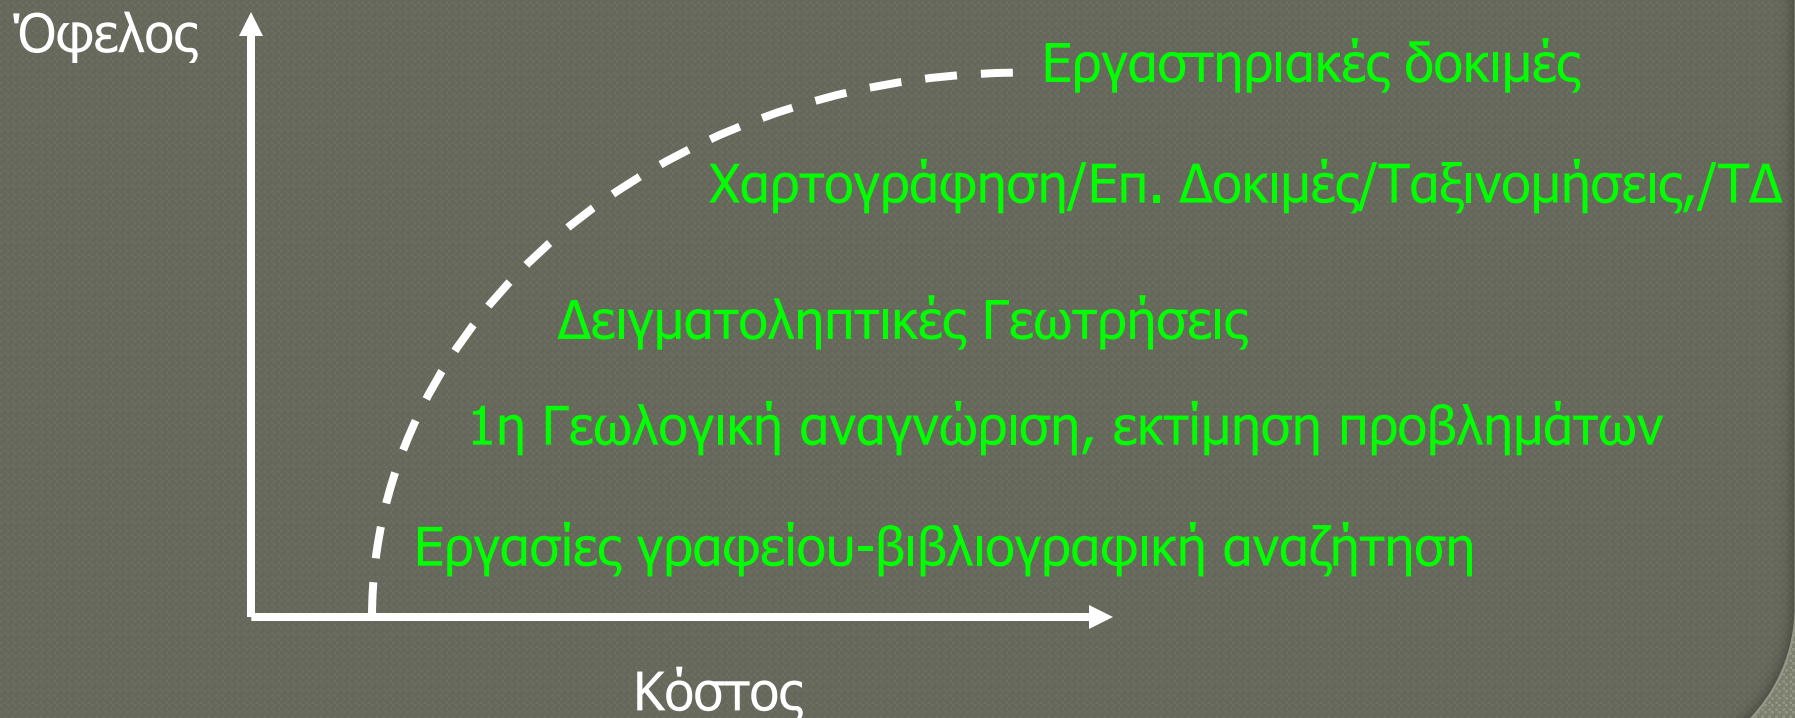 Όφελος
Εργαστηριακές δοκιμές
Χαρτογράφηση/Επ. Δοκιμές/Ταξινομήσεις,/ΤΔ
Δειγματοληπτικές Γεωτρήσεις
1η Γεωλογική αναγνώριση, εκτίμηση προβλημάτων
Εργασίες γραφείου-βιβλιογραφική αναζήτηση
Κόστος